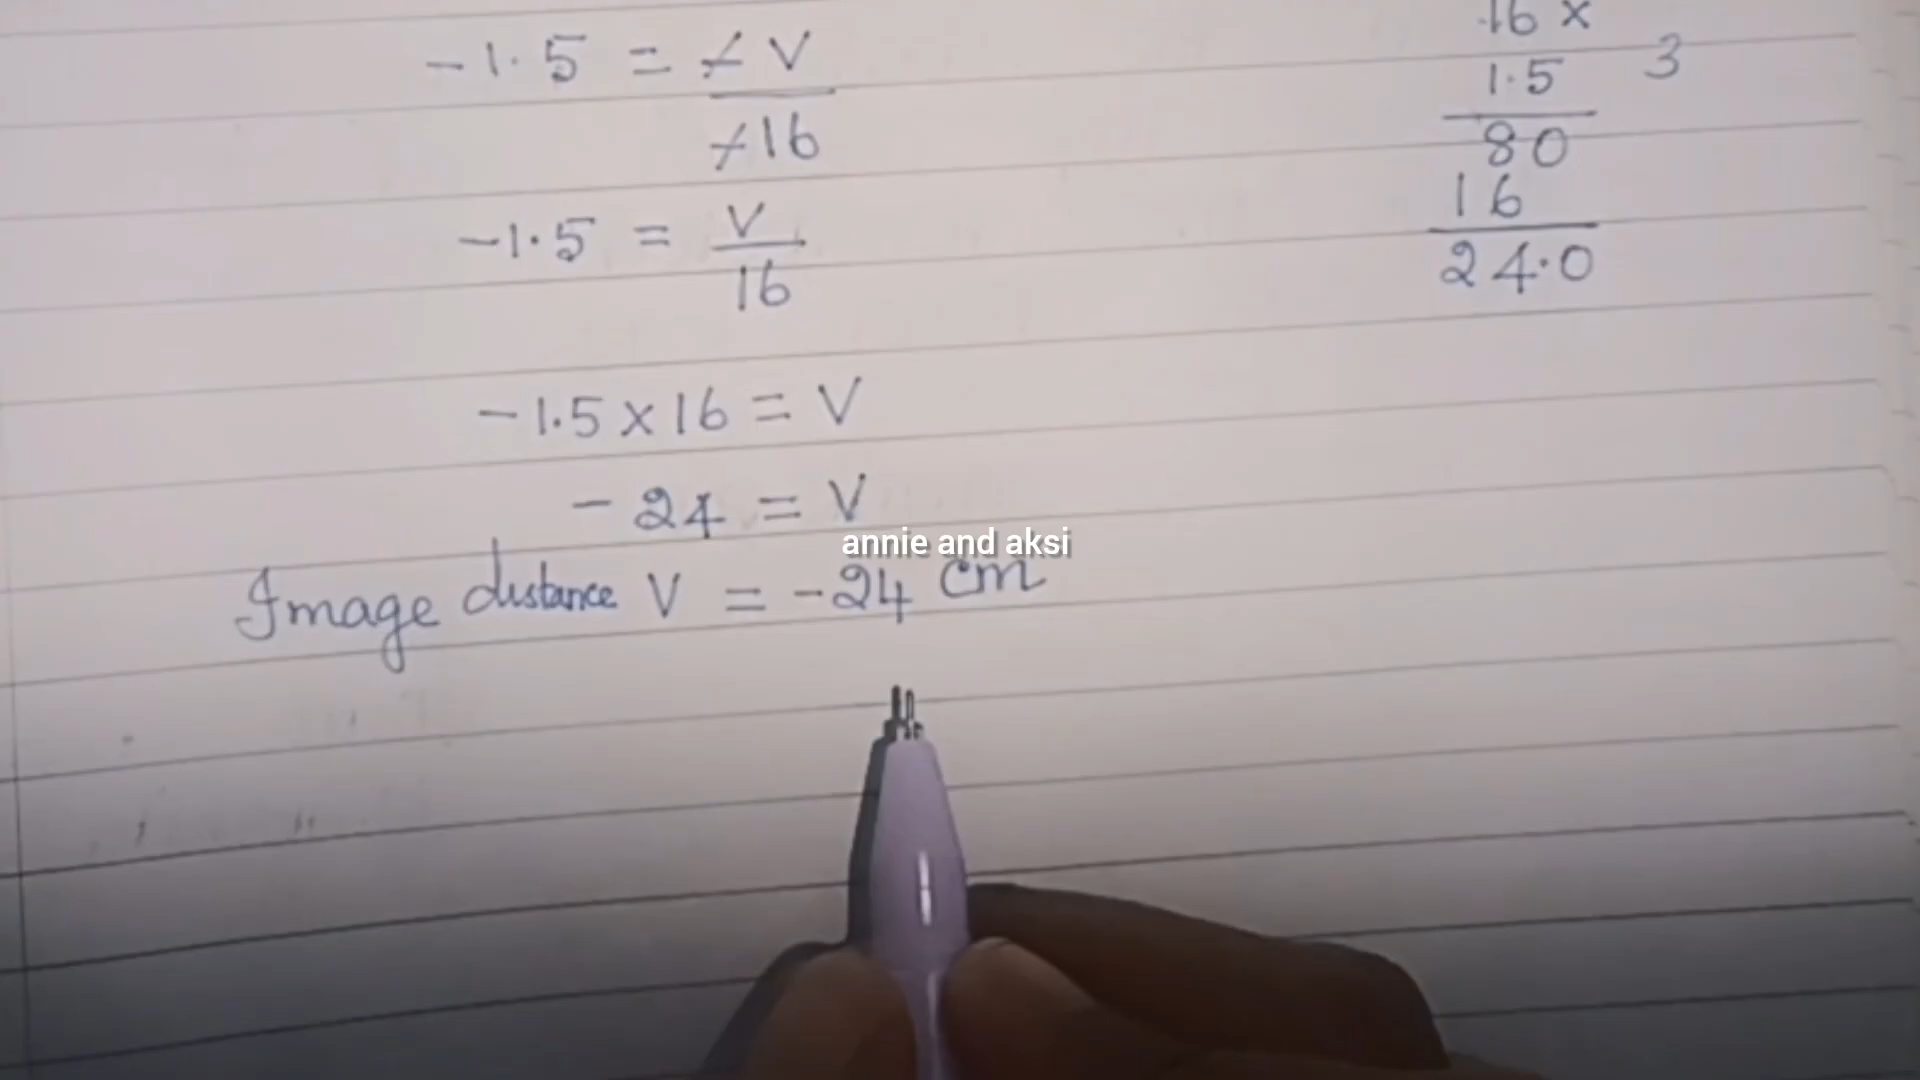 -1.5 = -V
-16
-1.5 = V
16
-1.5 x 16 = V
-24 = V
annie and aksi
Image distance V = -24 cm
16 x
1.5
3
80
16
24.0